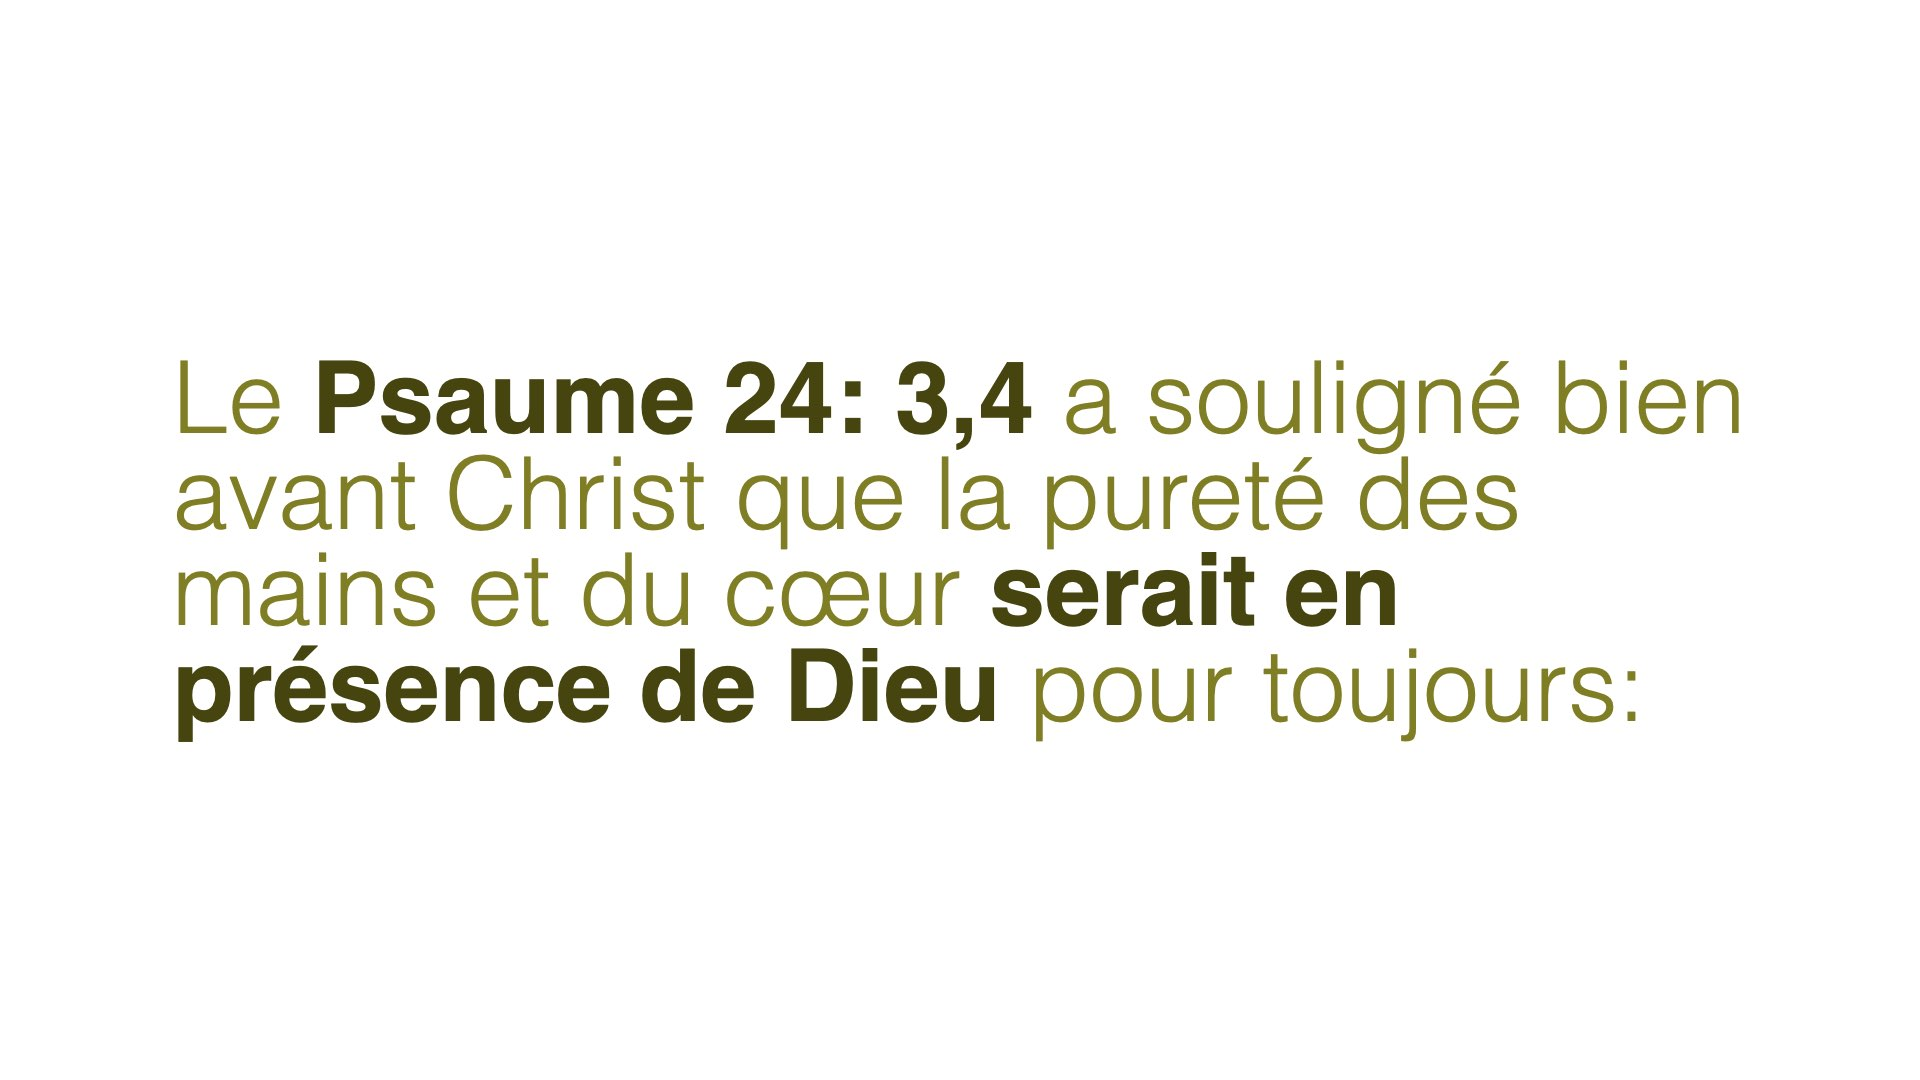 Le Psaume 24: 3,4 a souligné bien
avant Christ que la pureté des
mains et du cœur serait en
présence de Dieu pour toujours: